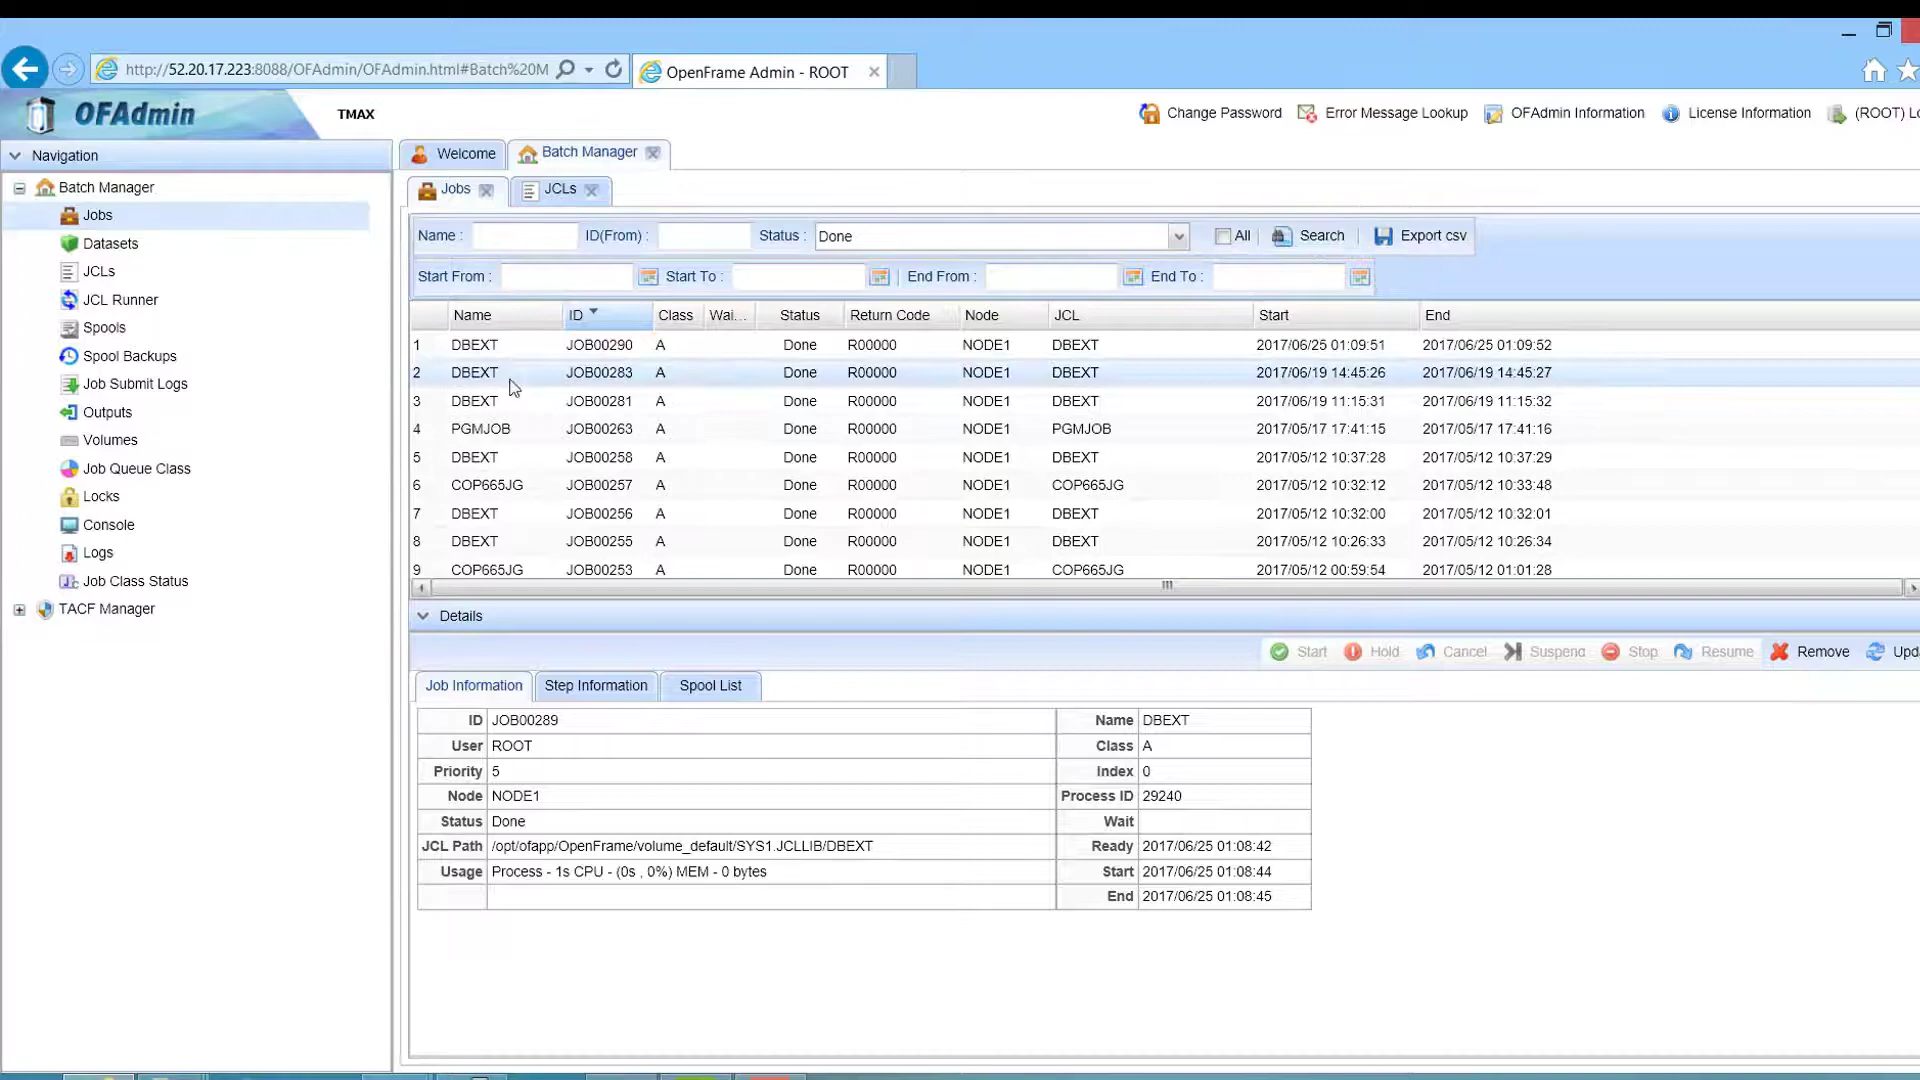 http://52.20.17.223:8088/OFAdmin/OFAdmin.html#Batch%20M
OpenFrame Admin - ROOT
OFAdmin
TMAX
Change Password
Error Message Lookup
OFAdmin Information
License Information
(ROOT) Lo
Navigation
Batch Manager
Jobs
Datasets
JCLs
JCL Runner
Spools
Spool Backups
Job Submit Logs
Outputs
Volumes
Job Queue Class
Locks
Console
Logs
Job Class Status
TACF Manager
Welcome
Batch Manager
Jobs
JCLs
Name : ID(From) : Status : Done All Search Export csv
Start From : Start To : End From : End To :
Name ID Class Wai... Status Return Code Node JCL Start End
1 DBEXT JOB00290 A Done R00000 NODE1 DBEXT 2017/06/25 01:09:51 2017/06/25 01:09:52
2 DBEXT JOB00283 A Done R00000 NODE1 DBEXT 2017/06/19 14:45:26 2017/06/19 14:45:27
3 DBEXT JOB00281 A Done R00000 NODE1 DBEXT 2017/06/19 11:15:31 2017/06/19 11:15:32
4 PGMJOB JOB00263 A Done R00000 NODE1 PGMJOB 2017/05/17 17:41:15 2017/05/17 17:41:16
5 DBEXT JOB00258 A Done R00000 NODE1 DBEXT 2017/05/12 10:37:28 2017/05/12 10:37:29
6 COP665JG JOB00257 A Done R00000 NODE1 COP665JG 2017/05/12 10:32:12 2017/05/12 10:33:48
7 DBEXT JOB00256 A Done R00000 NODE1 DBEXT 2017/05/12 10:32:00 2017/05/12 10:32:01
8 DBEXT JOB00255 A Done R00000 NODE1 DBEXT 2017/05/12 10:26:33 2017/05/12 10:26:34
9 COP665JG JOB00253 A Done R00000 NODE1 COP665JG 2017/05/12 00:59:54 2017/05/12 01:01:28
Details
Start Hold Cancel Suspend Stop Resume Remove Upd
Job Information Step Information Spool List
ID JOB00289 Name DBEXT
User ROOT Class A
Priority 5 Index 0
Node NODE1 Process ID 29240
Status Done Wait
JCL Path /opt/ofapp/OpenFrame/volume_default/SYS1.JCLLIB/DBEXT Ready 2017/06/25 01:08:42
Usage Process - 1s CPU - (0s , 0%) MEM - 0 bytes Start 2017/06/25 01:08:44
End 2017/06/25 01:08:45